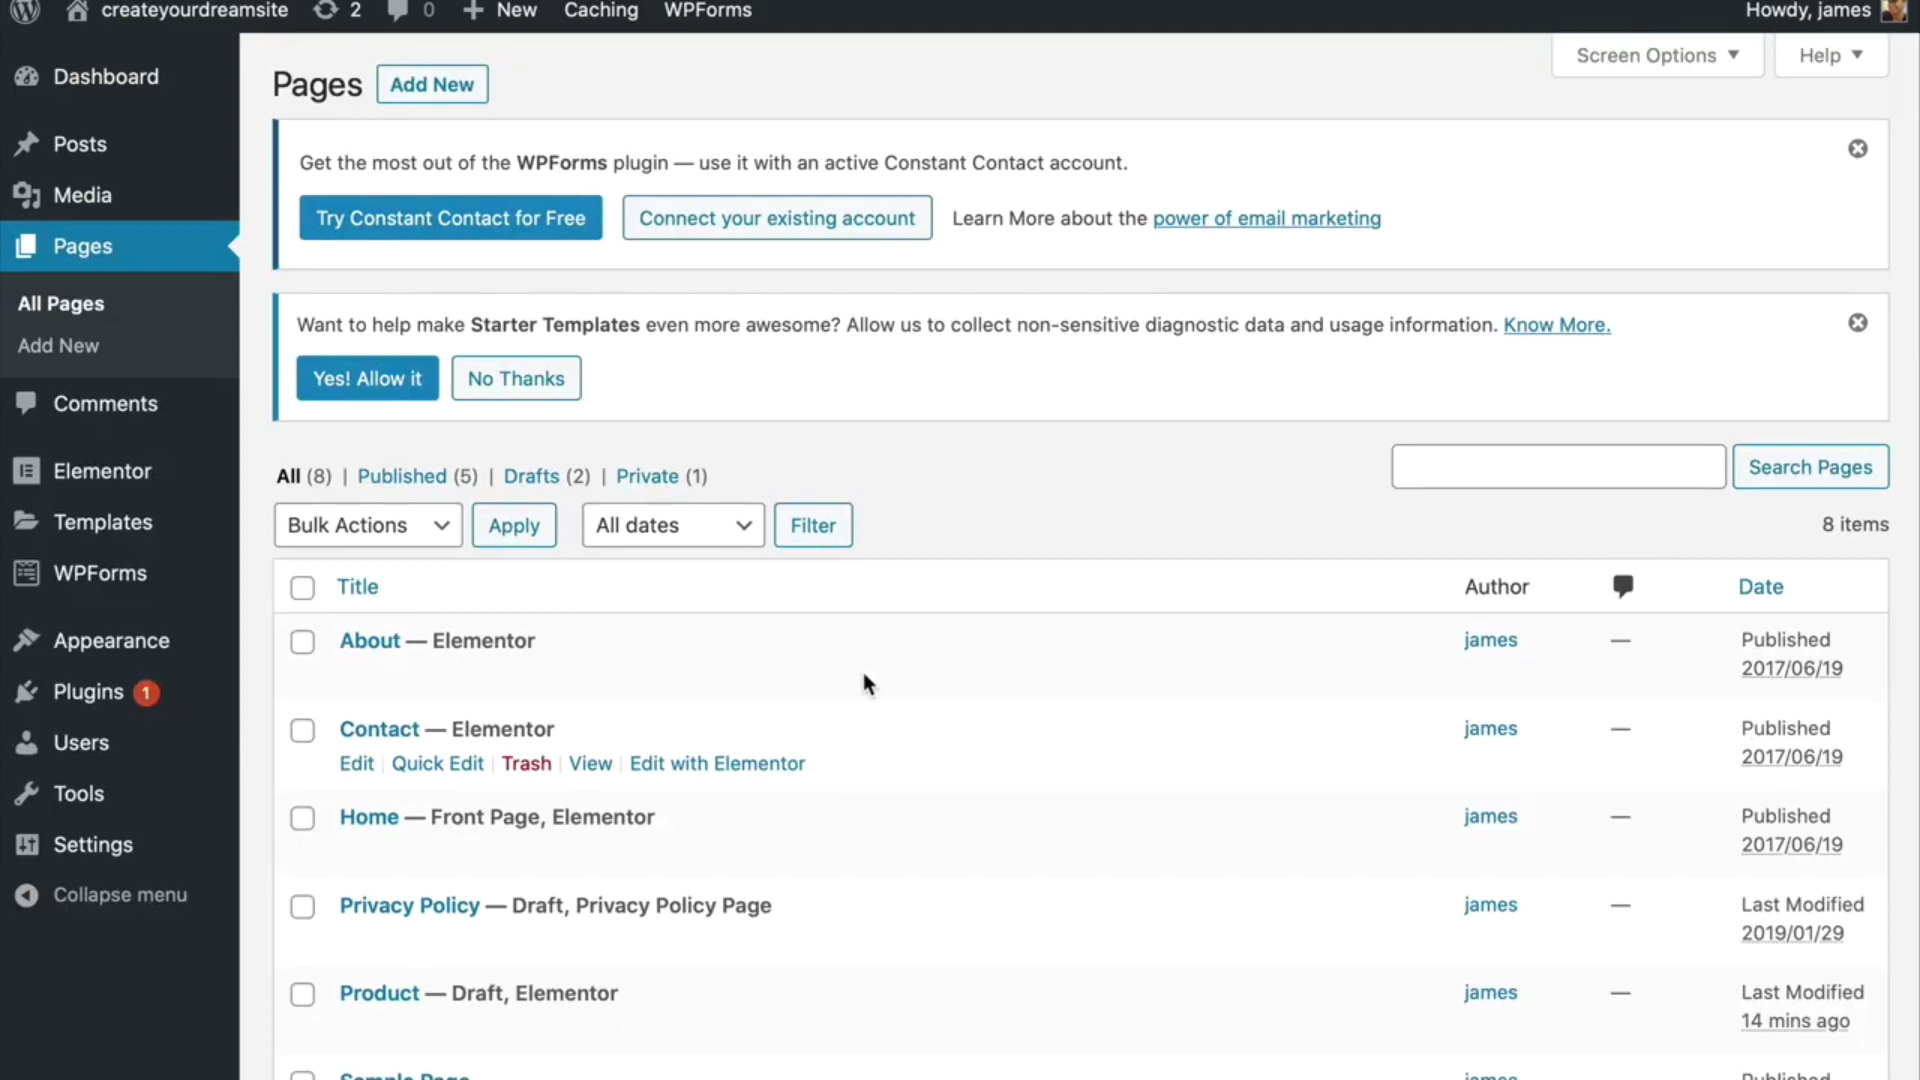 createyourdreamsite 2 0 New Caching WPForms Howdy, james
Dashboard
Posts
Media
Pages
All Pages
Add New
Comments
Elementor
Templates
WPForms
Appearance
Plugins 1
Users
Tools
Settings
Collapse menu
Screen Options Help
Pages Add New
Get the most out of the WPForms plugin — use it with an active Constant Contact account.
Try Constant Contact for Free Connect your existing account Learn More about the power of email marketing
Want to help make Starter Templates even more awesome? Allow us to collect non-sensitive diagnostic data and usage information. Know More.
Yes! Allow it No Thanks
All (8) | Published (5) | Drafts (2) | Private (1)
Search Pages
Bulk Actions Apply All dates Filter 8 items
Title Author Date
About — Elementor james — Published
2017/06/19
Contact — Elementor james — Published
2017/06/19
Edit | Quick Edit | Trash | View | Edit with Elementor
Home — Front Page, Elementor james — Published
2017/06/19
Privacy Policy — Draft, Privacy Policy Page james — Last Modified
2019/01/29
Product — Draft, Elementor james — Last Modified
14 mins ago
Sample Page james Published